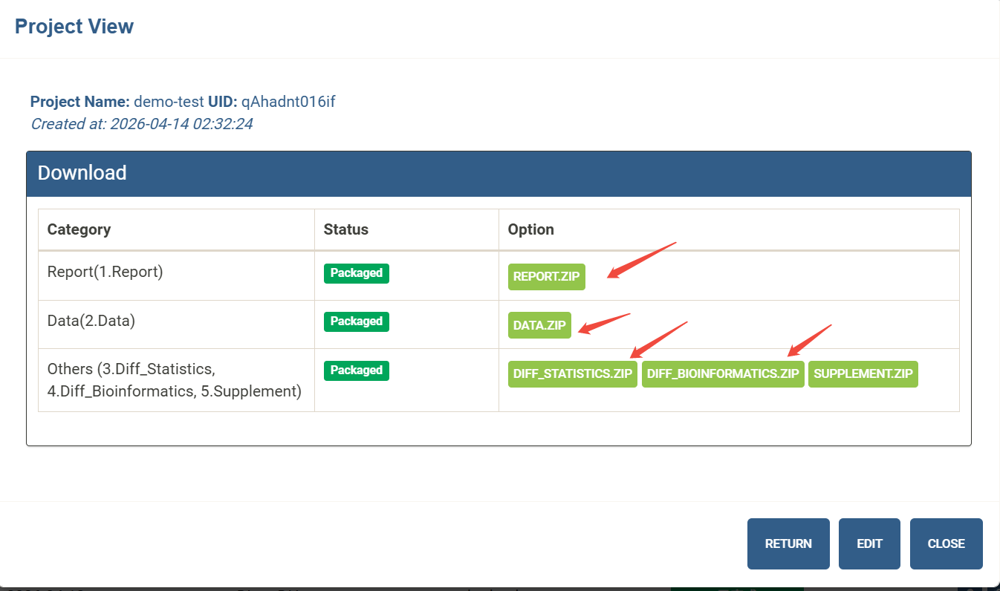 Project View
Project Name: demo-test UID: qAhadnt016if
Created at: 2026-04-14 02:32:24
Download
Category Status Option
Report(1.Report) Packaged REPORT.ZIP
Data(2.Data) Packaged DATA.ZIP
Others (3.Diff_Statistics, Packaged DIFF_STATISTICS.ZIP DIFF_BIOINFORMATICS.ZIP SUPPLEMENT.ZIP
4.Diff_Bioinformatics, 5.Supplement)
RETURN EDIT CLOSE